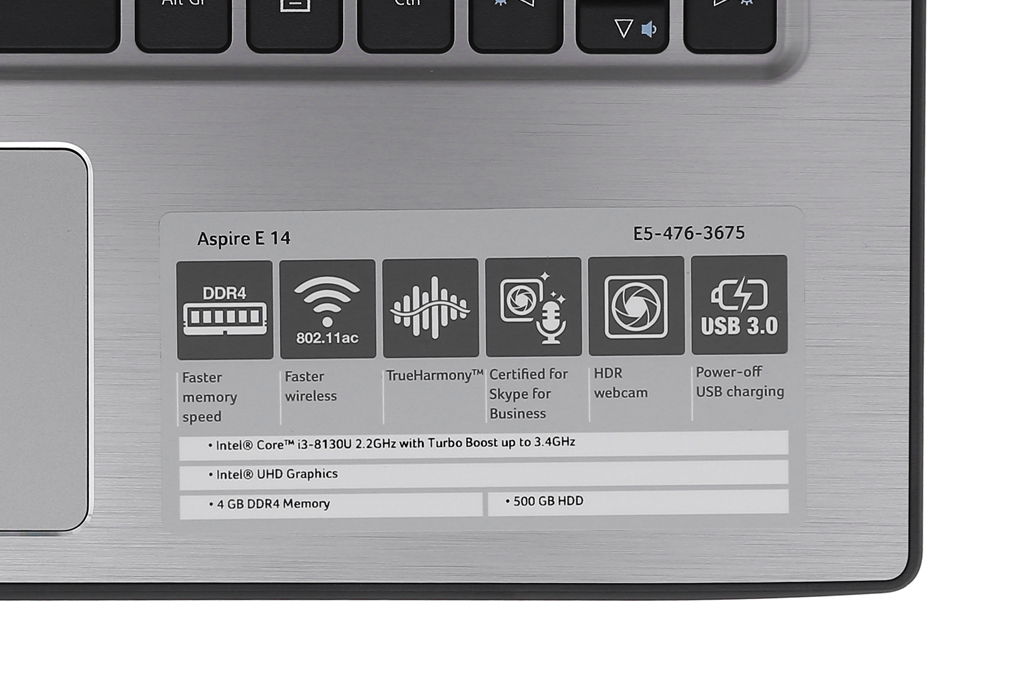 Alt Gr
Ctrl
Aspire E 14
E5-476-3675
DDR4
802.11ac
USB 3.0
Faster
memory
speed
Faster
wireless
TrueHarmony™
Certified for
Skype for
Business
HDR
webcam
Power-off
USB charging
• Intel® Core™ i3-8130U 2.2GHz with Turbo Boost up to 3.4GHz
• Intel® UHD Graphics
• 4 GB DDR4 Memory
• 500 GB HDD